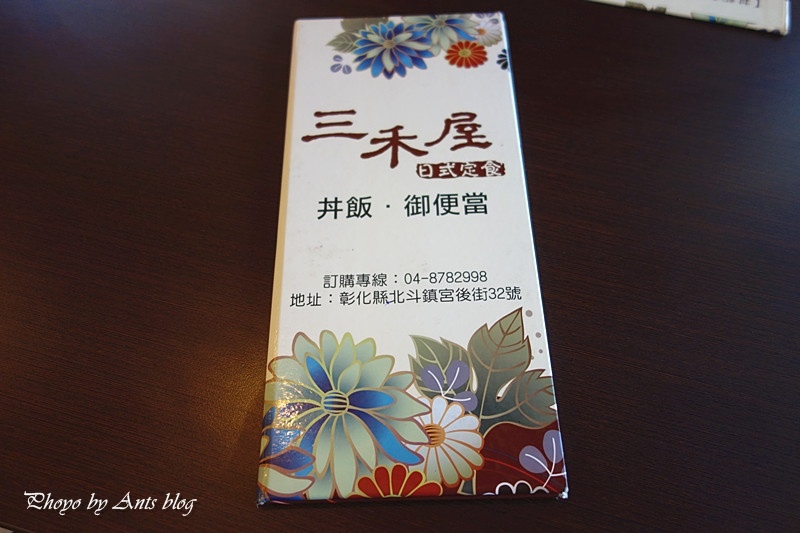 三禾屋
日式定食
丼飯·御便當
訂購專線：04-8782998
地址：彰化縣北斗鎮宮後街32號
Phoyo by Ants blog